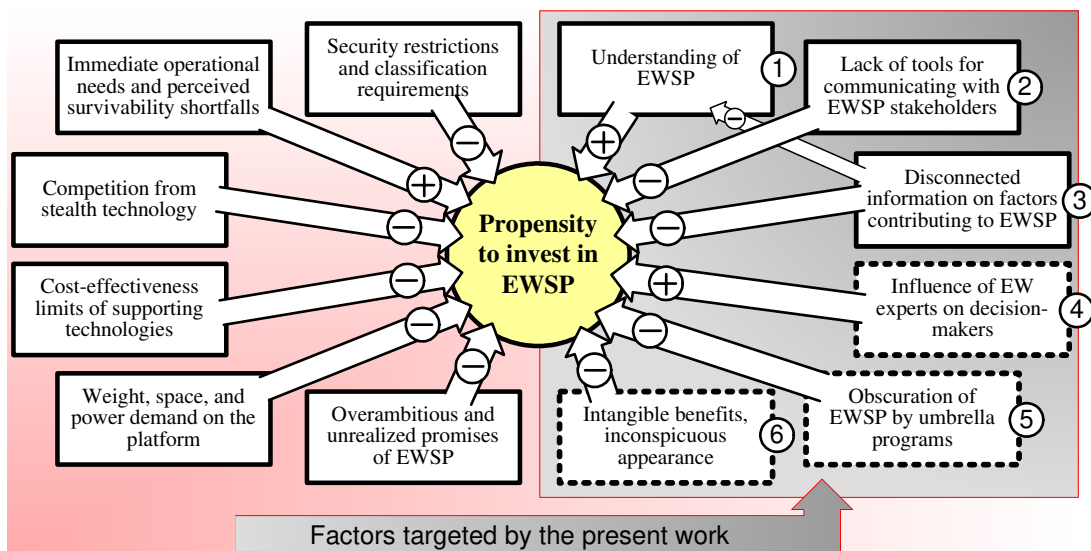 Immediate operational
needs and perceived
survivability shortfalls
Security restrictions
and classification
requirements
Understanding of
EWSP
1
Lack of tools for
communicating with
EWSP stakeholders
2
Competition from
stealth technology
Disconnected
information on factors
contributing to EWSP
3
Propensity
to invest in
EWSP
Cost-effectiveness
limits of supporting
technologies
Influence of EW
experts on decision-
makers
4
Weight, space, and
power demand on the
platform
Overambitious and
unrealized promises
of EWSP
Intangible benefits,
inconspicuous
appearance
6
Obscuration of
EWSP by umbrella
programs
5
−
+
−
−
−
−
+
−
−
−
+
−
−
Factors targeted by the present work